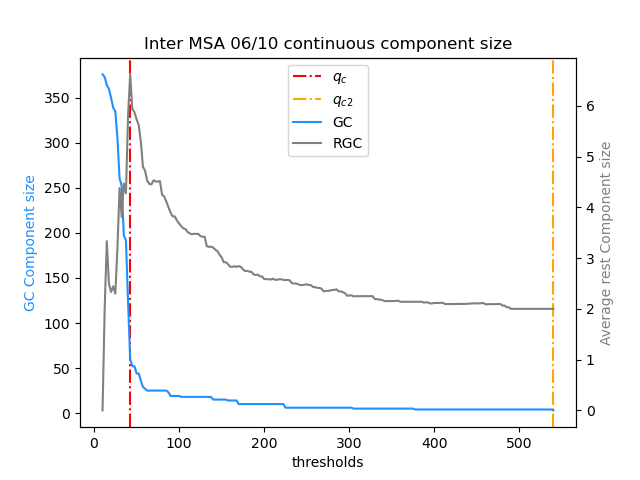 Inter MSA 06/10 continuous component size
q_c
q_{c2}
GC
RGC
GC Component size
350
300
250
200
150
100
50
0
6
5
4
3
2
1
0
Average rest Component size
0 100 200 300 400 500
thresholds